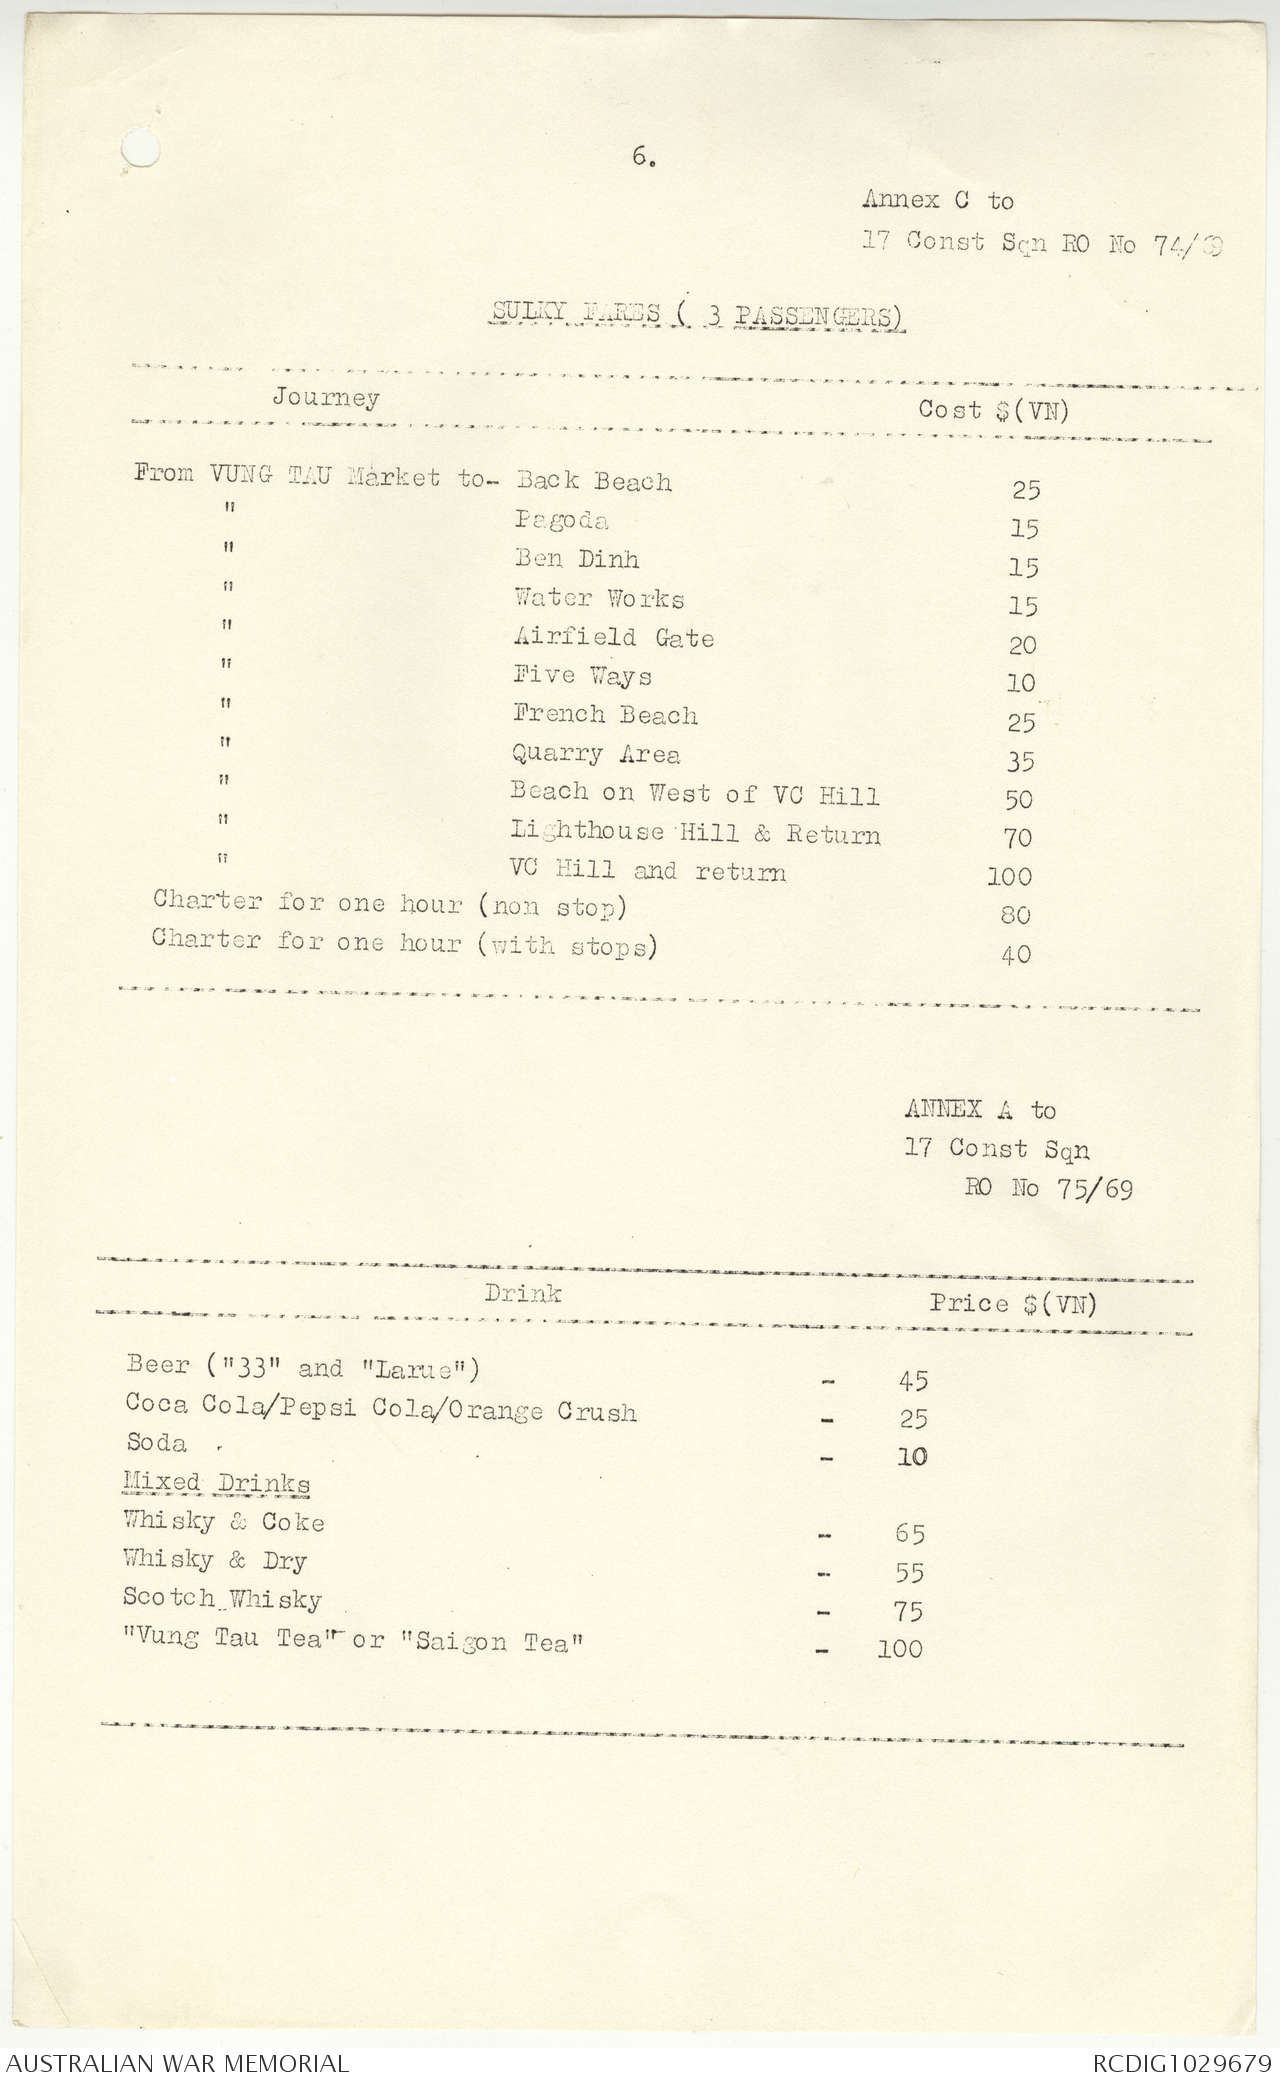 6.
Annex C to
17 Const Sqn RO No 74/69
SULKY FARES ( 3 PASSENGERS)
Journey Cost $(VN)
From VUNG TAU Market to- Back Beach 25
" Pagoda 15
" Ben Dinh 15
" Water Works 15
" Airfield Gate 20
" Five Ways 10
" French Beach 25
" Quarry Area 35
" Beach on West of VC Hill 50
" Lighthouse Hill & Return 70
" VC Hill and return 100
Charter for one hour (non stop) 80
Charter for one hour (with stops) 40
ANNEX A to
17 Const Sqn
RO No 75/69
Drink Price $(VN)
Beer ("33" and "Larue") - 45
Coca Cola/Pepsi Cola/Orange Crush - 25
Soda - 10
Mixed Drinks
Whisky & Coke - 65
Whisky & Dry - 55
Scotch Whisky - 75
"Vung Tau Tea" or "Saigon Tea" - 100
AUSTRALIAN WAR MEMORIAL RCDIG1029679